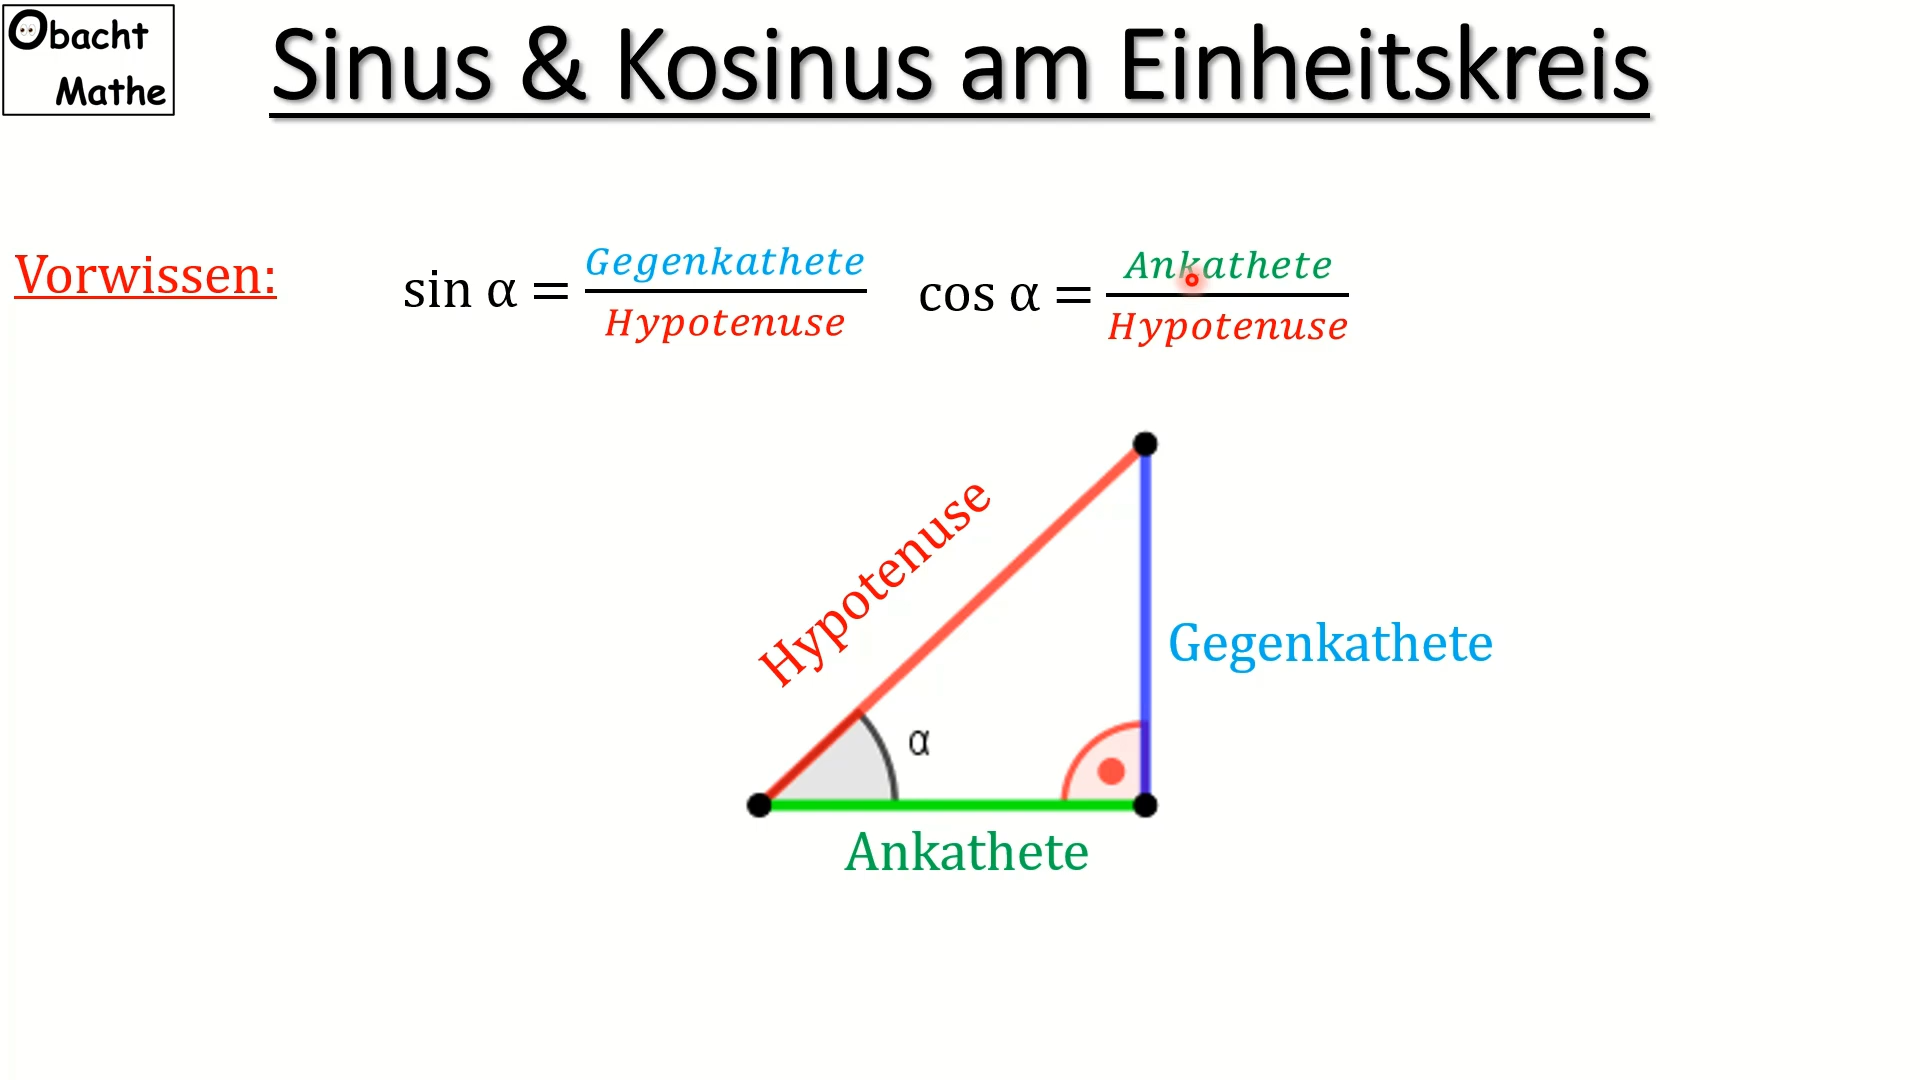 Obacht
Mathe
Sinus & Kosinus am Einheitskreis
Vorwissen:
sin α = Gegenkathete / Hypotenuse
cos α = Ankathete / Hypotenuse
Hypotenuse
Gegenkathete
α
Ankathete